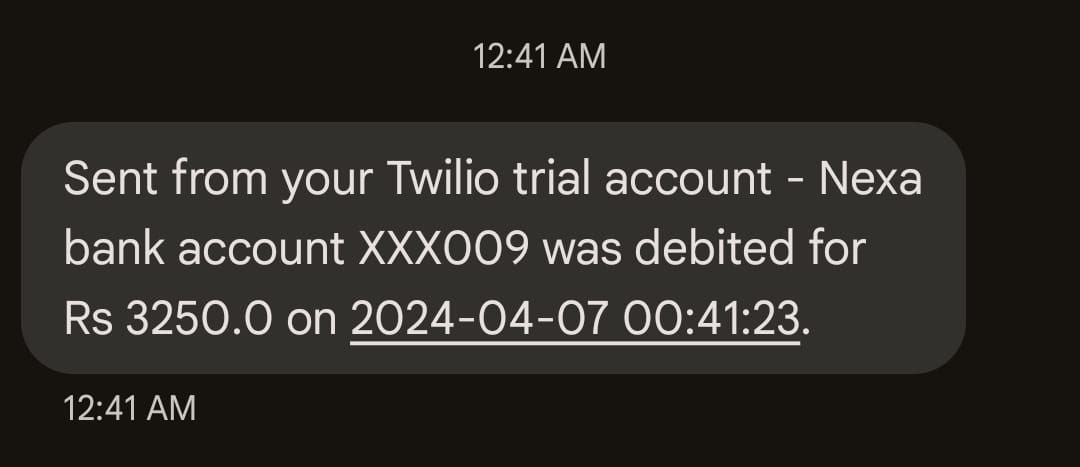 12:41 AM
Sent from your Twilio trial account - Nexa
bank account XXX009 was debited for
Rs 3250.0 on 2024-04-07 00:41:23.
12:41 AM